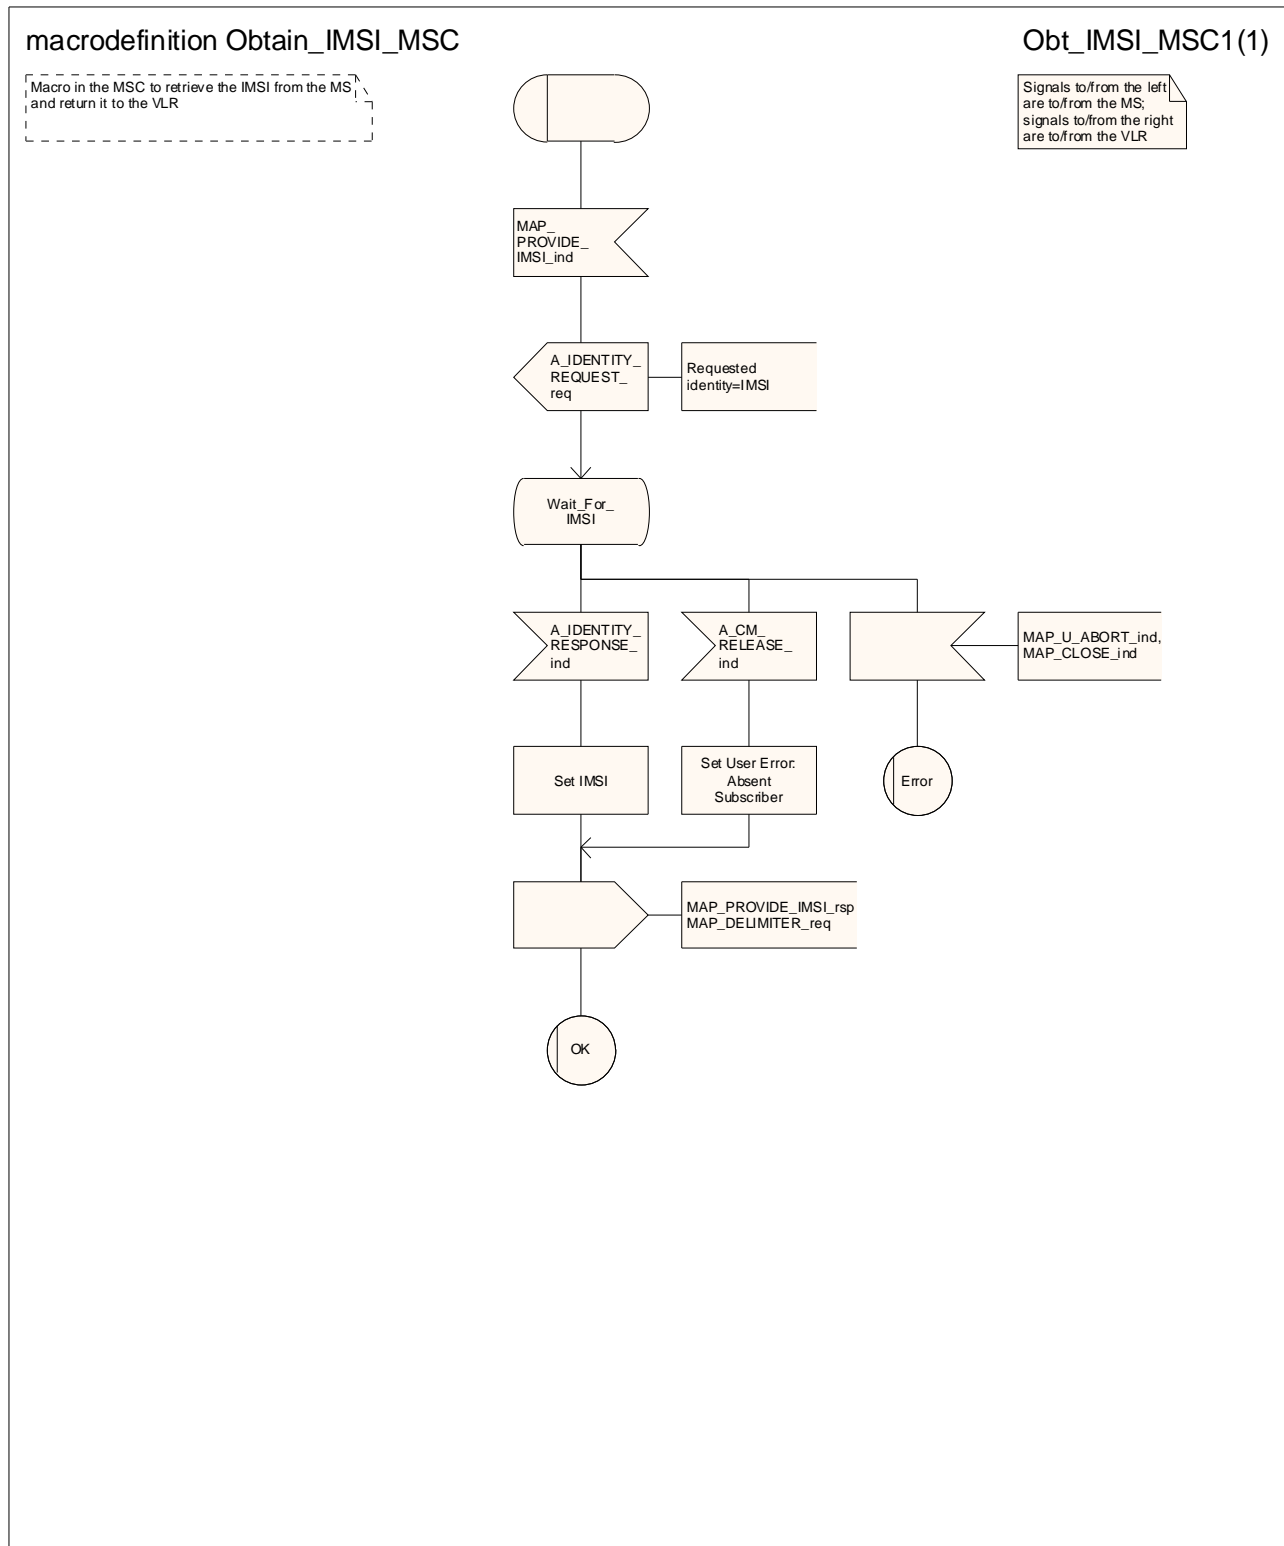 macrodefinition Obtain_IMSI_MSC
Obt_IMSI_MSC1(1)
Macro in the MSC to retrieve the IMSI from the MS
and return it to the VLR
Signals to/from the left
are to/from the MS;
signals to/from the right
are to/from the VLR
MAP_
PROVIDE_
IMSI_ind
A_IDENTITY_
REQUEST_
req
Requested
identity=IMSI
Wait_For_
IMSI
A_IDENTITY_
RESPONSE_
ind
A_CM_
RELEASE_
ind
MAP_U_ABORT_ind,
MAP_CLOSE_ind
Set IMSI
Set User Error:
Absent
Subscriber
Error
MAP_PROVIDE_IMSI_rsp
MAP_DELIMITER_req
OK